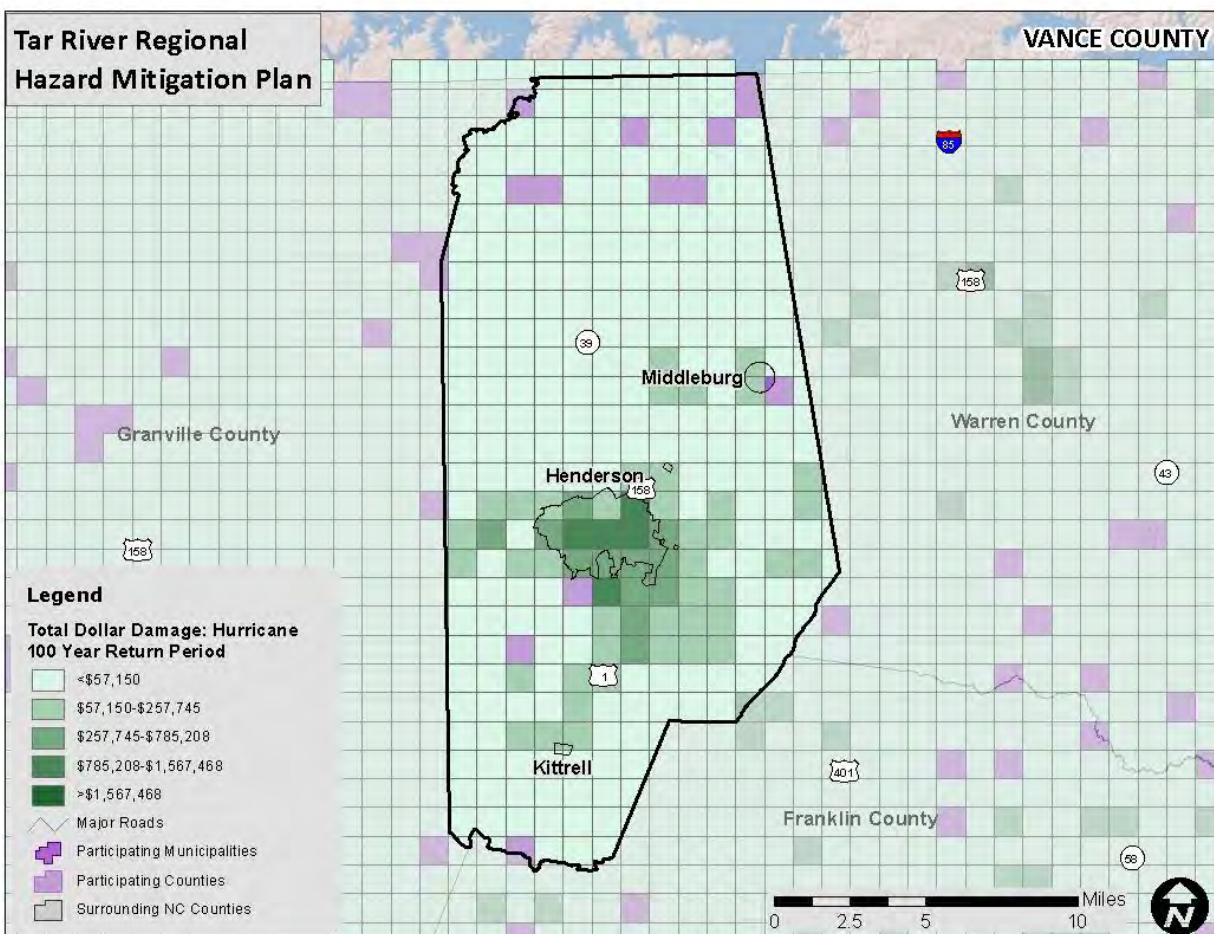 Tar River Regional
Hazard Mitigation Plan
VANCE COUNTY
85
158
39
Middleburg
Granville County
Warren County
43
Henderson
158
158
Legend
Total Dollar Damage: Hurricane
100 Year Return Period
<$57,150
$57,150-$257,745
$257,745-$785,208
$785,208-$1,567,468
>$1,567,468
Major Roads
Participating Municipalities
Participating Counties
Surrounding NC Counties
1
Kittrell
401
Franklin County
58
Miles
0 2.5 5 10
N